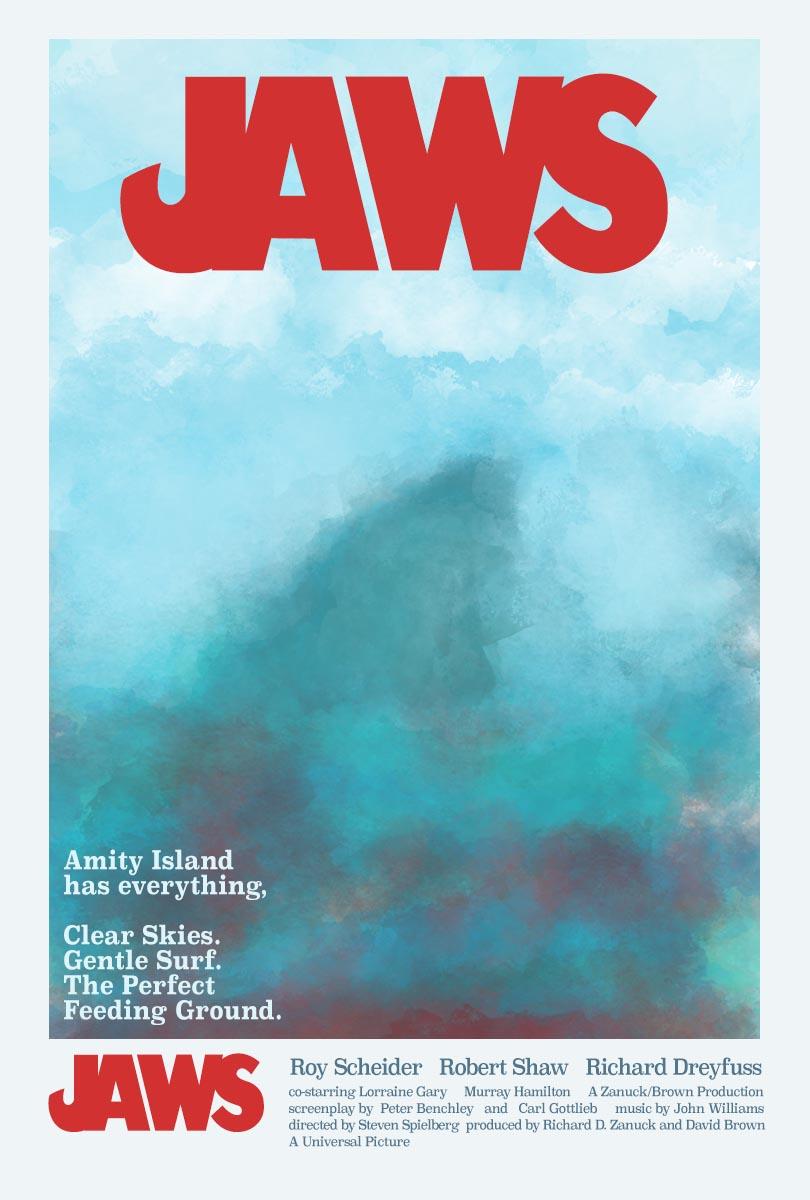 JAWS
Amity Island
has everything,
Clear Skies.
Gentle Surf.
The Perfect
Feeding Ground.
JAWS
Roy Scheider Robert Shaw Richard Dreyfuss
co-starring Lorraine Gary Murray Hamilton A Zanuck/Brown Production
screenplay by Peter Benchley and Carl Gottlieb music by John Williams
directed by Steven Spielberg produced by Richard D. Zanuck and David Brown
A Universal Picture